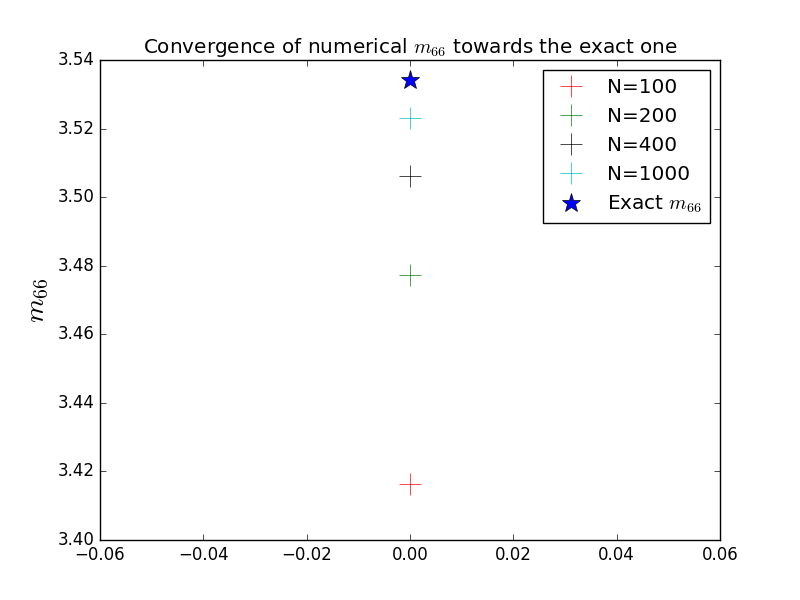 Convergence of numerical m66 towards the exact one
3.54
3.52
3.50
3.48
3.46
3.44
3.42
3.40
m66
−0.06 −0.04 −0.02 0.00 0.02 0.04 0.06
N=100
N=200
N=400
N=1000
Exact m66